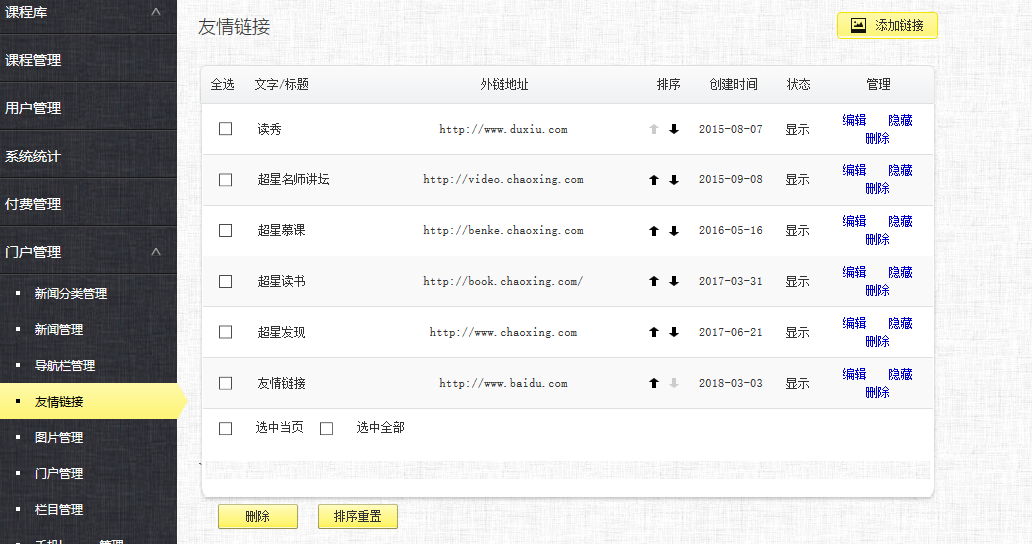 课程库
课程管理
用户管理
系统统计
付费管理
门户管理
新闻分类管理
新闻管理
导航栏管理
友情链接
图片管理
门户管理
栏目管理
友情链接
添加链接
全选 文字/标题 外链地址 排序 创建时间 状态 管理
读秀 http://www.duxiu.com 2015-08-07 显示 编辑 隐藏
删除
超星名师讲坛 http://video.chaoxing.com 2015-09-08 显示 编辑 隐藏
删除
超星慕课 http://benke.chaoxing.com 2016-05-16 显示 编辑 隐藏
删除
超星读书 http://book.chaoxing.com/ 2017-03-31 显示 编辑 隐藏
删除
超星发现 http://www.chaoxing.com 2017-06-21 显示 编辑 隐藏
删除
友情链接 http://www.baidu.com 2018-03-03 显示 编辑 隐藏
删除
选中当页 选中全部
删除 排序重置